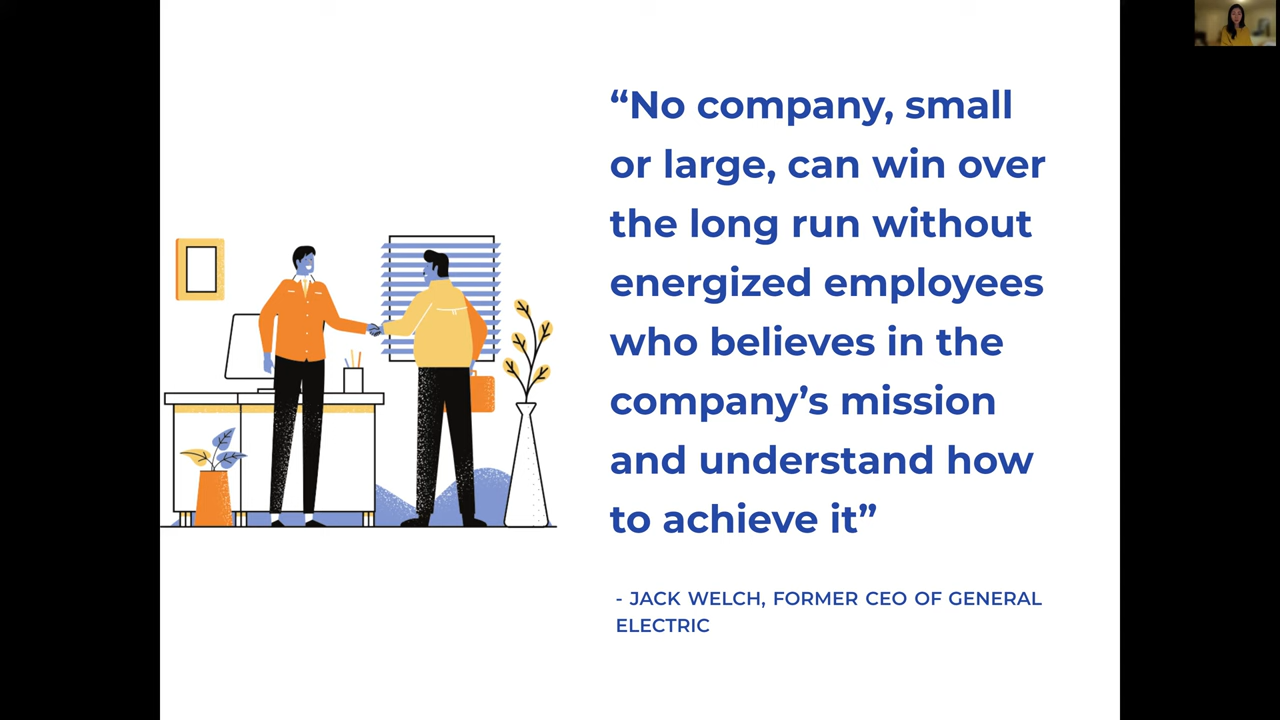 “No company, small
or large, can win over
the long run without
energized employees
who believes in the
company’s mission
and understand how
to achieve it”
- JACK WELCH, FORMER CEO OF GENERAL
ELECTRIC